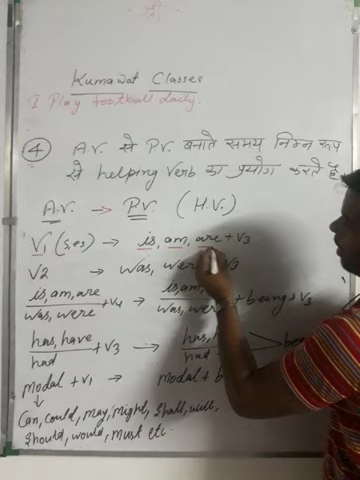 Kumawat Classes
I Play football daily.
④ A.V. से P.V. बनाते समय निम्न रूप
से helping Verb का प्रयोग करते है
A.V. → P.V. (H.V.)
V1 (s,es) → is, am, are + V3
V2 → was, were V3
is, am, are / was, were + V4 → is, am, are / was, were + being + V3
has, have / had + V3 → has, / had
Modal + V1 → modal + b
↓
Can, could, may, might, Shall, will,
Should, would, Must etc.